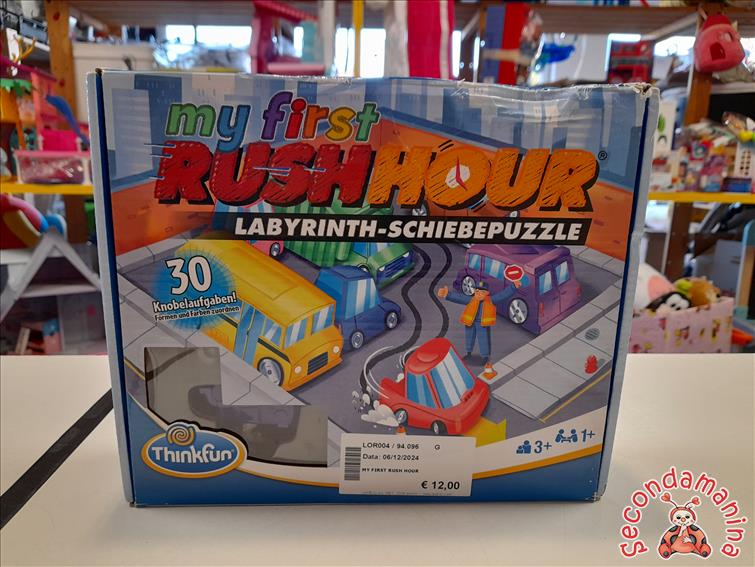 my first
RUSH HOUR®
LABYRINTH-SCHIEBEPUZZLE
30
Knobelaufgaben!
Formen und Farben zuordnen
ThinkFun
3+
1+
LOR004 / 94.096 G
Data: 06/12/2024
MY FIRST RUSH HOUR
€ 12,00
Secondamanina